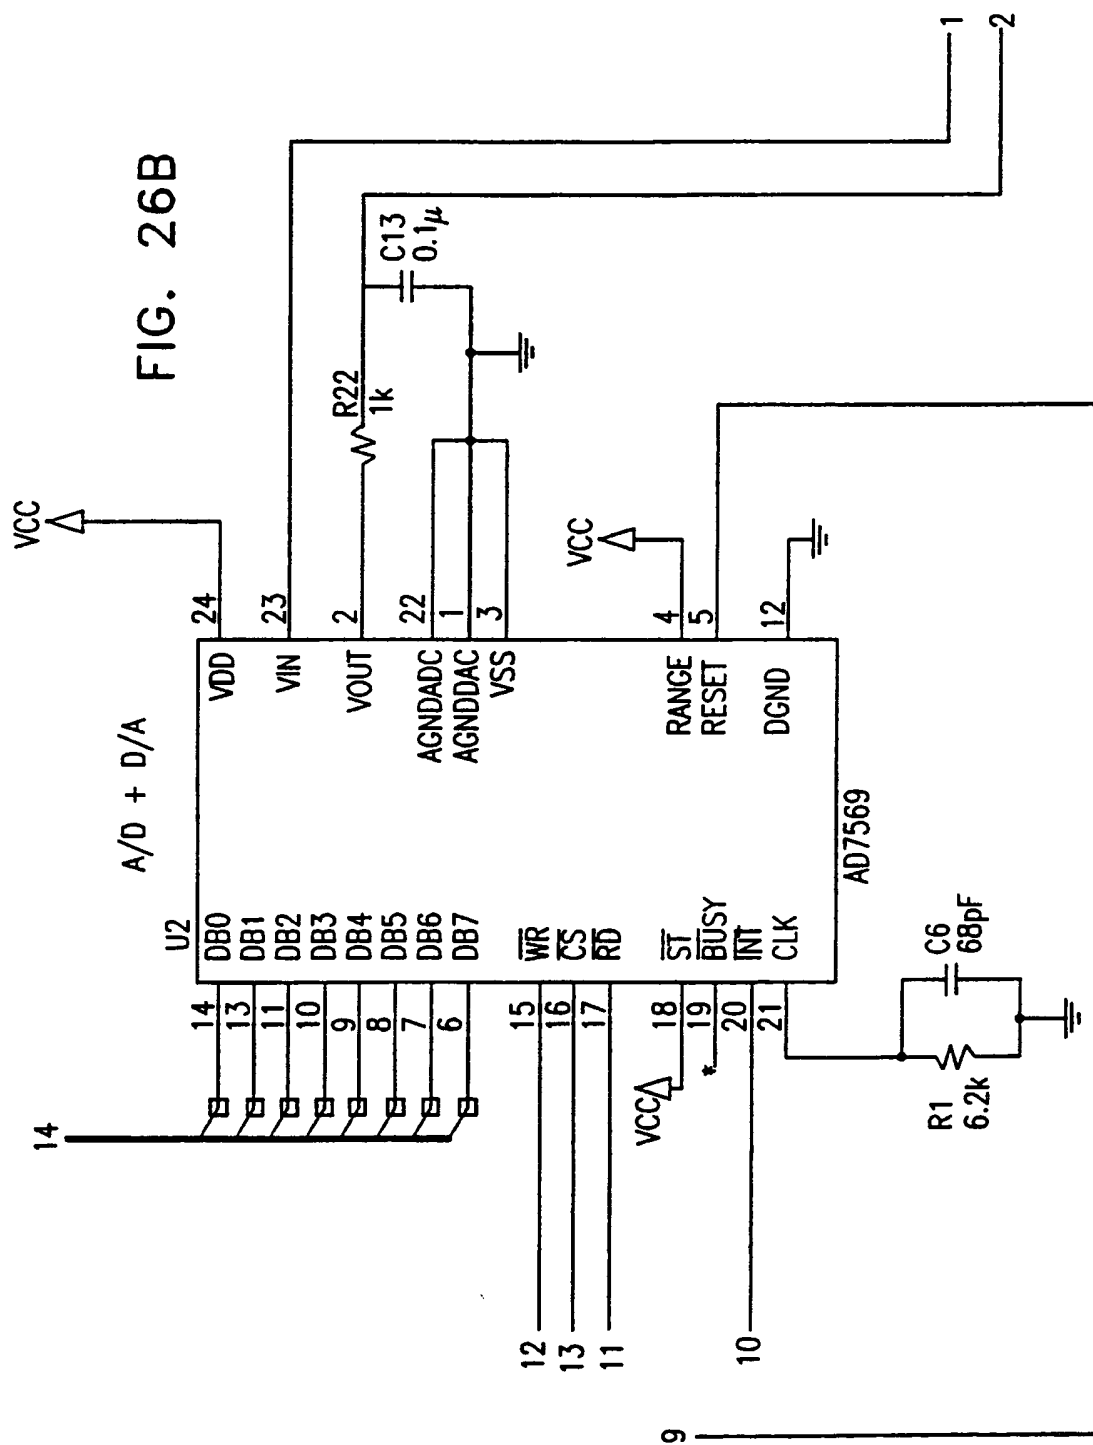 FIG. 26B
A/D + D/A
U2
14
DB0 14
DB1 13
DB2 11
DB3 10
DB4 9
DB5 8
DB6 7
DB7 6
12 15 WR
13 16 CS
11 17 RD
VCC 18 ST
* 19 BUSY
10 20 INT
21 CLK
R1
6.2k
C6
68pF
AD7569
VDD 24 VCC
VIN 23 1
VOUT 2 R22
1k
2
C13
0.1μ
AGNDADC 22
AGNDDAC 1
VSS 3
RANGE 4 VCC
RESET 5
DGND 12
9